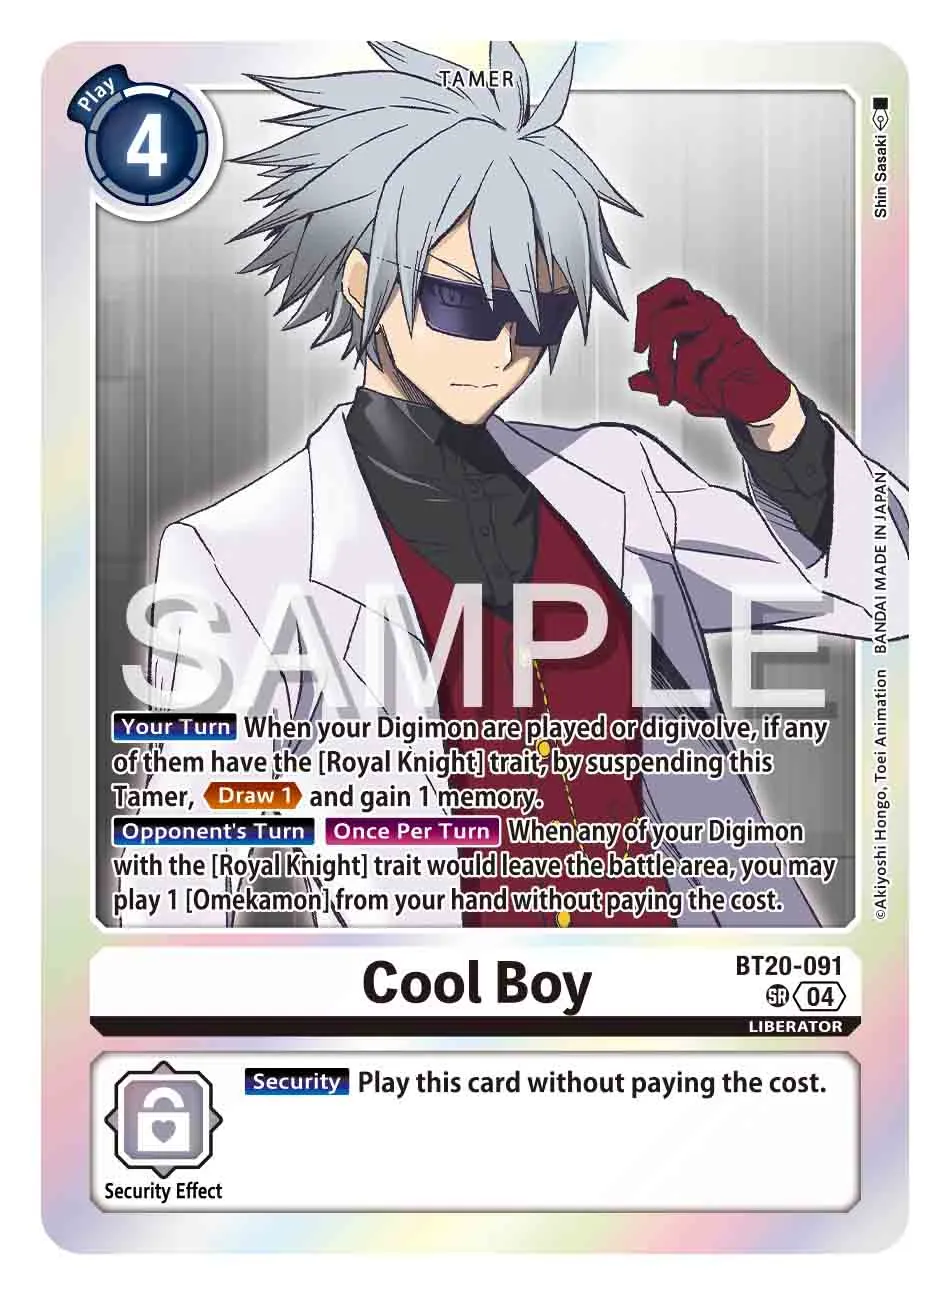 TAMER
Play
4
Shin Sasaki
©Akiyoshi Hongo, Toei Animation BANDAI MADE IN JAPAN
SAMPLE
Your Turn When your Digimon are played or digivolve, if any
of them have the [Royal Knight] trait, by suspending this
Tamer, Draw 1 and gain 1 memory.
Opponent's Turn Once Per Turn When any of your Digimon
with the [Royal Knight] trait would leave the battle area, you may
play 1 [Omekamon] from your hand without paying the cost.
Cool Boy
BT20-091
SR 04
LIBERATOR
Security Play this card without paying the cost.
Security Effect